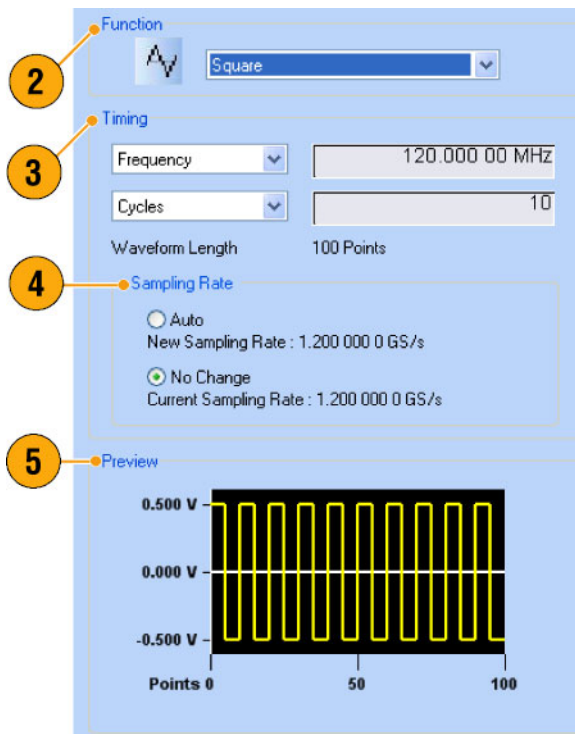 Function
2
Square
Timing
3
Frequency 120.000 00 MHz
Cycles 10
Waveform Length 100 Points
4
Sampling Rate
Auto
New Sampling Rate : 1.200 000 0 GS/s
No Change
Current Sampling Rate : 1.200 000 0 GS/s
5
Preview
0.500 V
0.000 V
-0.500 V
Points 0 50 100